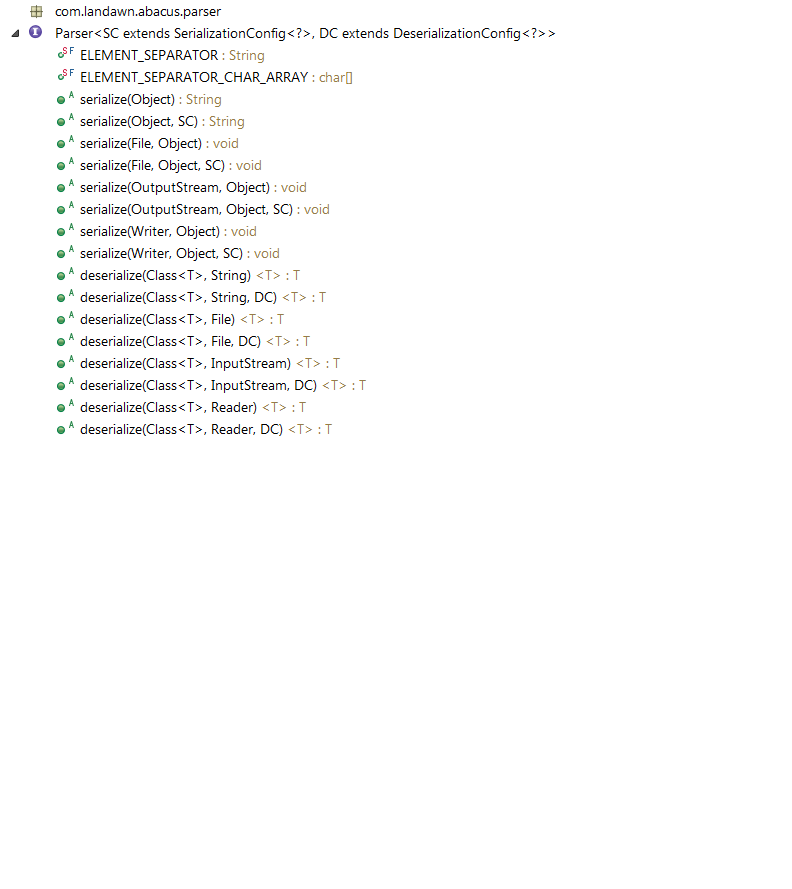 com.landawn.abacus.parser
I Parser<SC extends SerializationConfig<?>, DC extends DeserializationConfig<?>>
S F ELEMENT_SEPARATOR : String
S F ELEMENT_SEPARATOR_CHAR_ARRAY : char[]
A serialize(Object) : String
A serialize(Object, SC) : String
A serialize(File, Object) : void
A serialize(File, Object, SC) : void
A serialize(OutputStream, Object) : void
A serialize(OutputStream, Object, SC) : void
A serialize(Writer, Object) : void
A serialize(Writer, Object, SC) : void
A deserialize(Class<T>, String) <T> : T
A deserialize(Class<T>, String, DC) <T> : T
A deserialize(Class<T>, File) <T> : T
A deserialize(Class<T>, File, DC) <T> : T
A deserialize(Class<T>, InputStream) <T> : T
A deserialize(Class<T>, InputStream, DC) <T> : T
A deserialize(Class<T>, Reader) <T> : T
A deserialize(Class<T>, Reader, DC) <T> : T